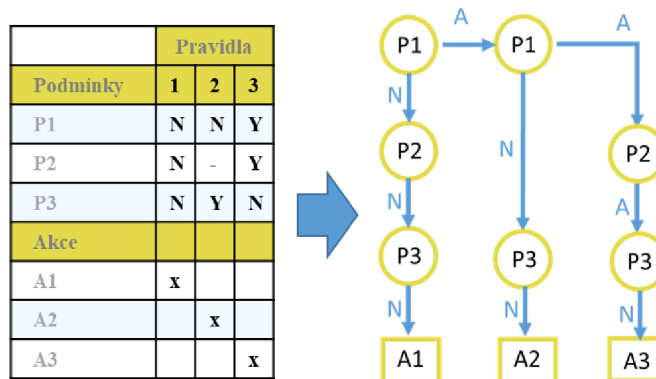 Pravidla
Podmínky 1 2 3
P1 N N Y
P2 N - Y
P3 N Y N
Akce
A1 x
A2 x
A3 x
A A
P1 P1
N
P2 N P2
N A
P3 P3 P3
N N N
A1 A2 A3